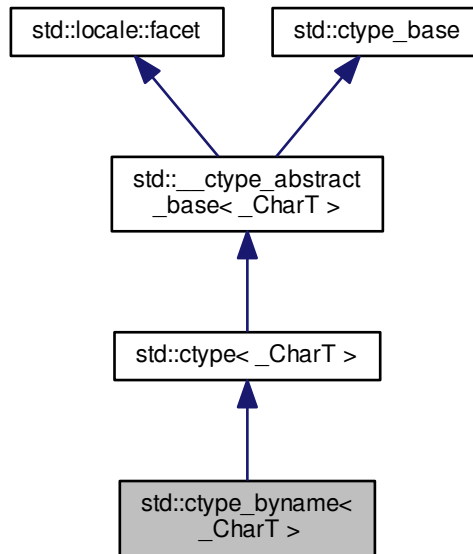 std::locale::facet
std::ctype_base
std::__ctype_abstract
_base< _CharT >
std::ctype< _CharT >
std::ctype_byname<
_CharT >